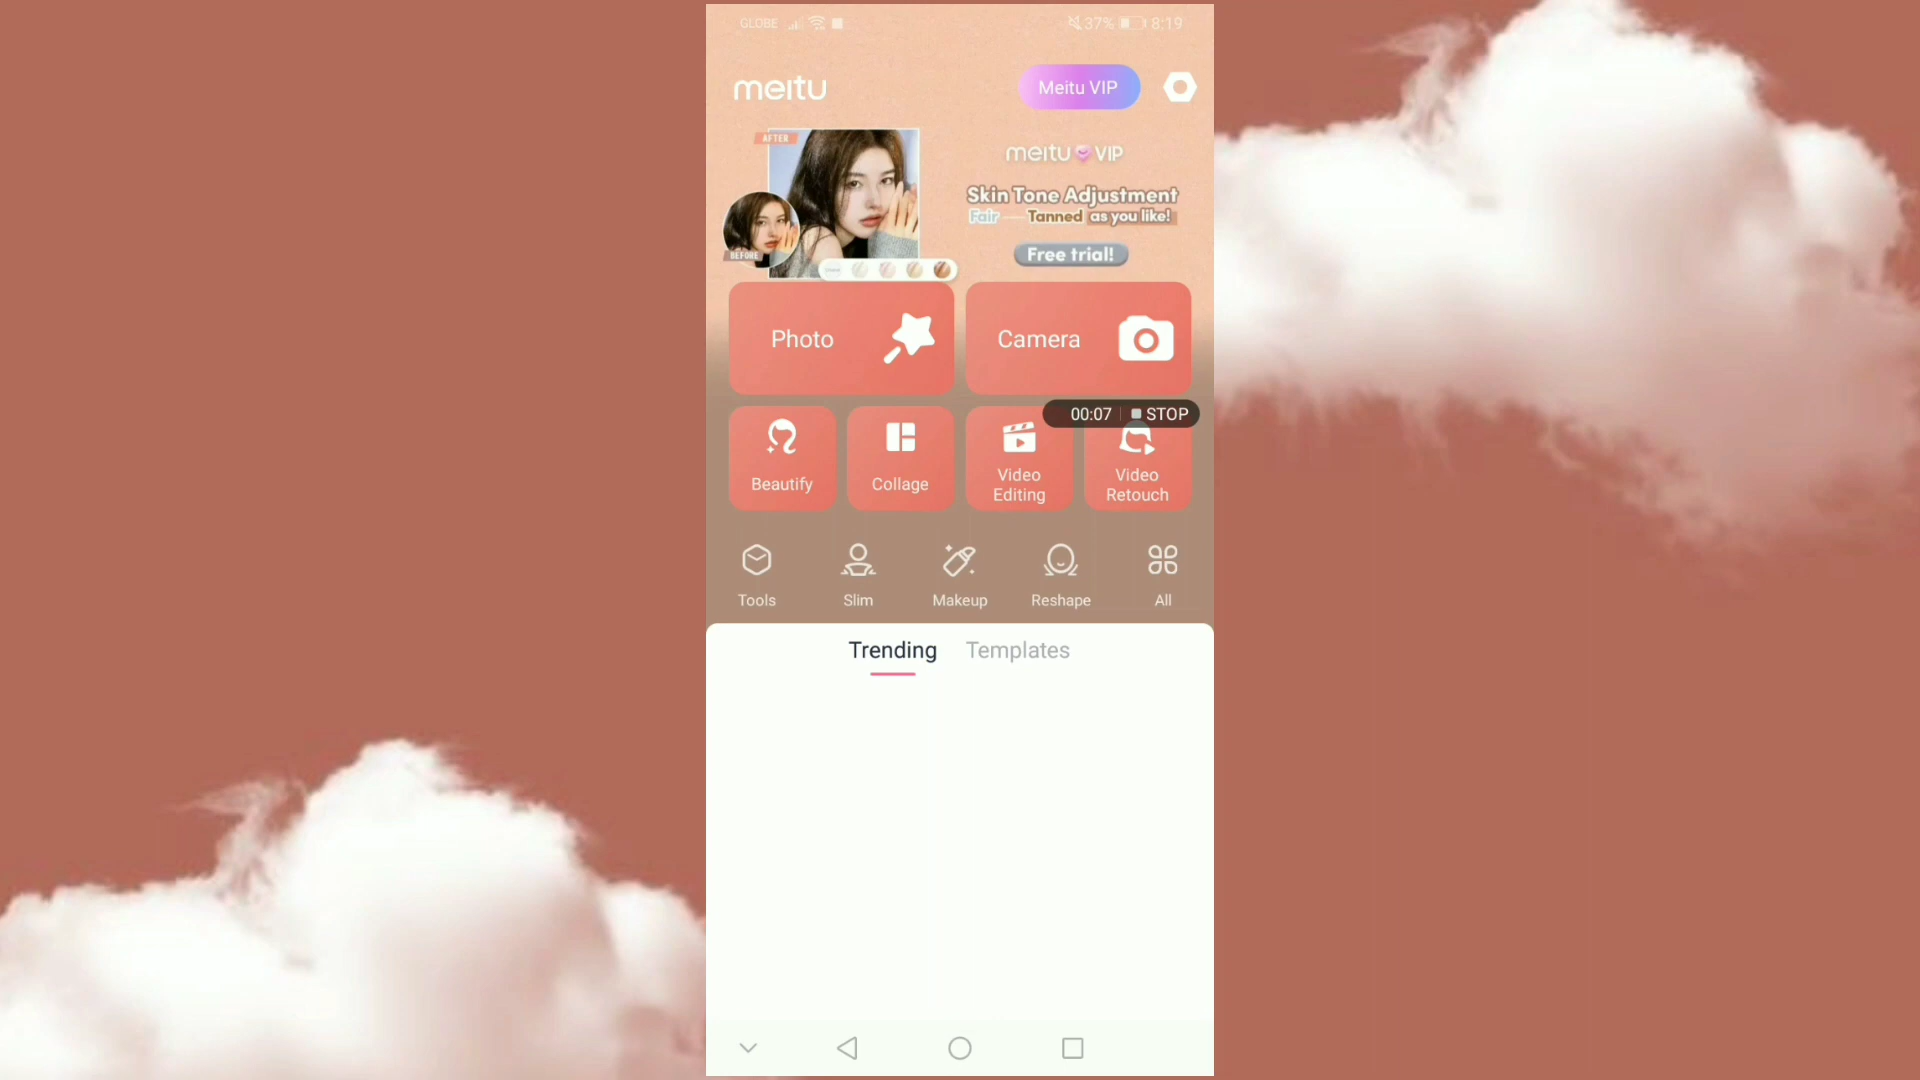 GLOBE 37% 8:19
meitu Meitu VIP
AFTER
meitu VIP
Skin Tone Adjustment
Fair Tanned as you like!
BEFORE
Free trial!
Photo Camera
00:07 STOP
Beautify Collage Video Editing Video Retouch
Tools Slim Makeup Reshape All
Trending Templates